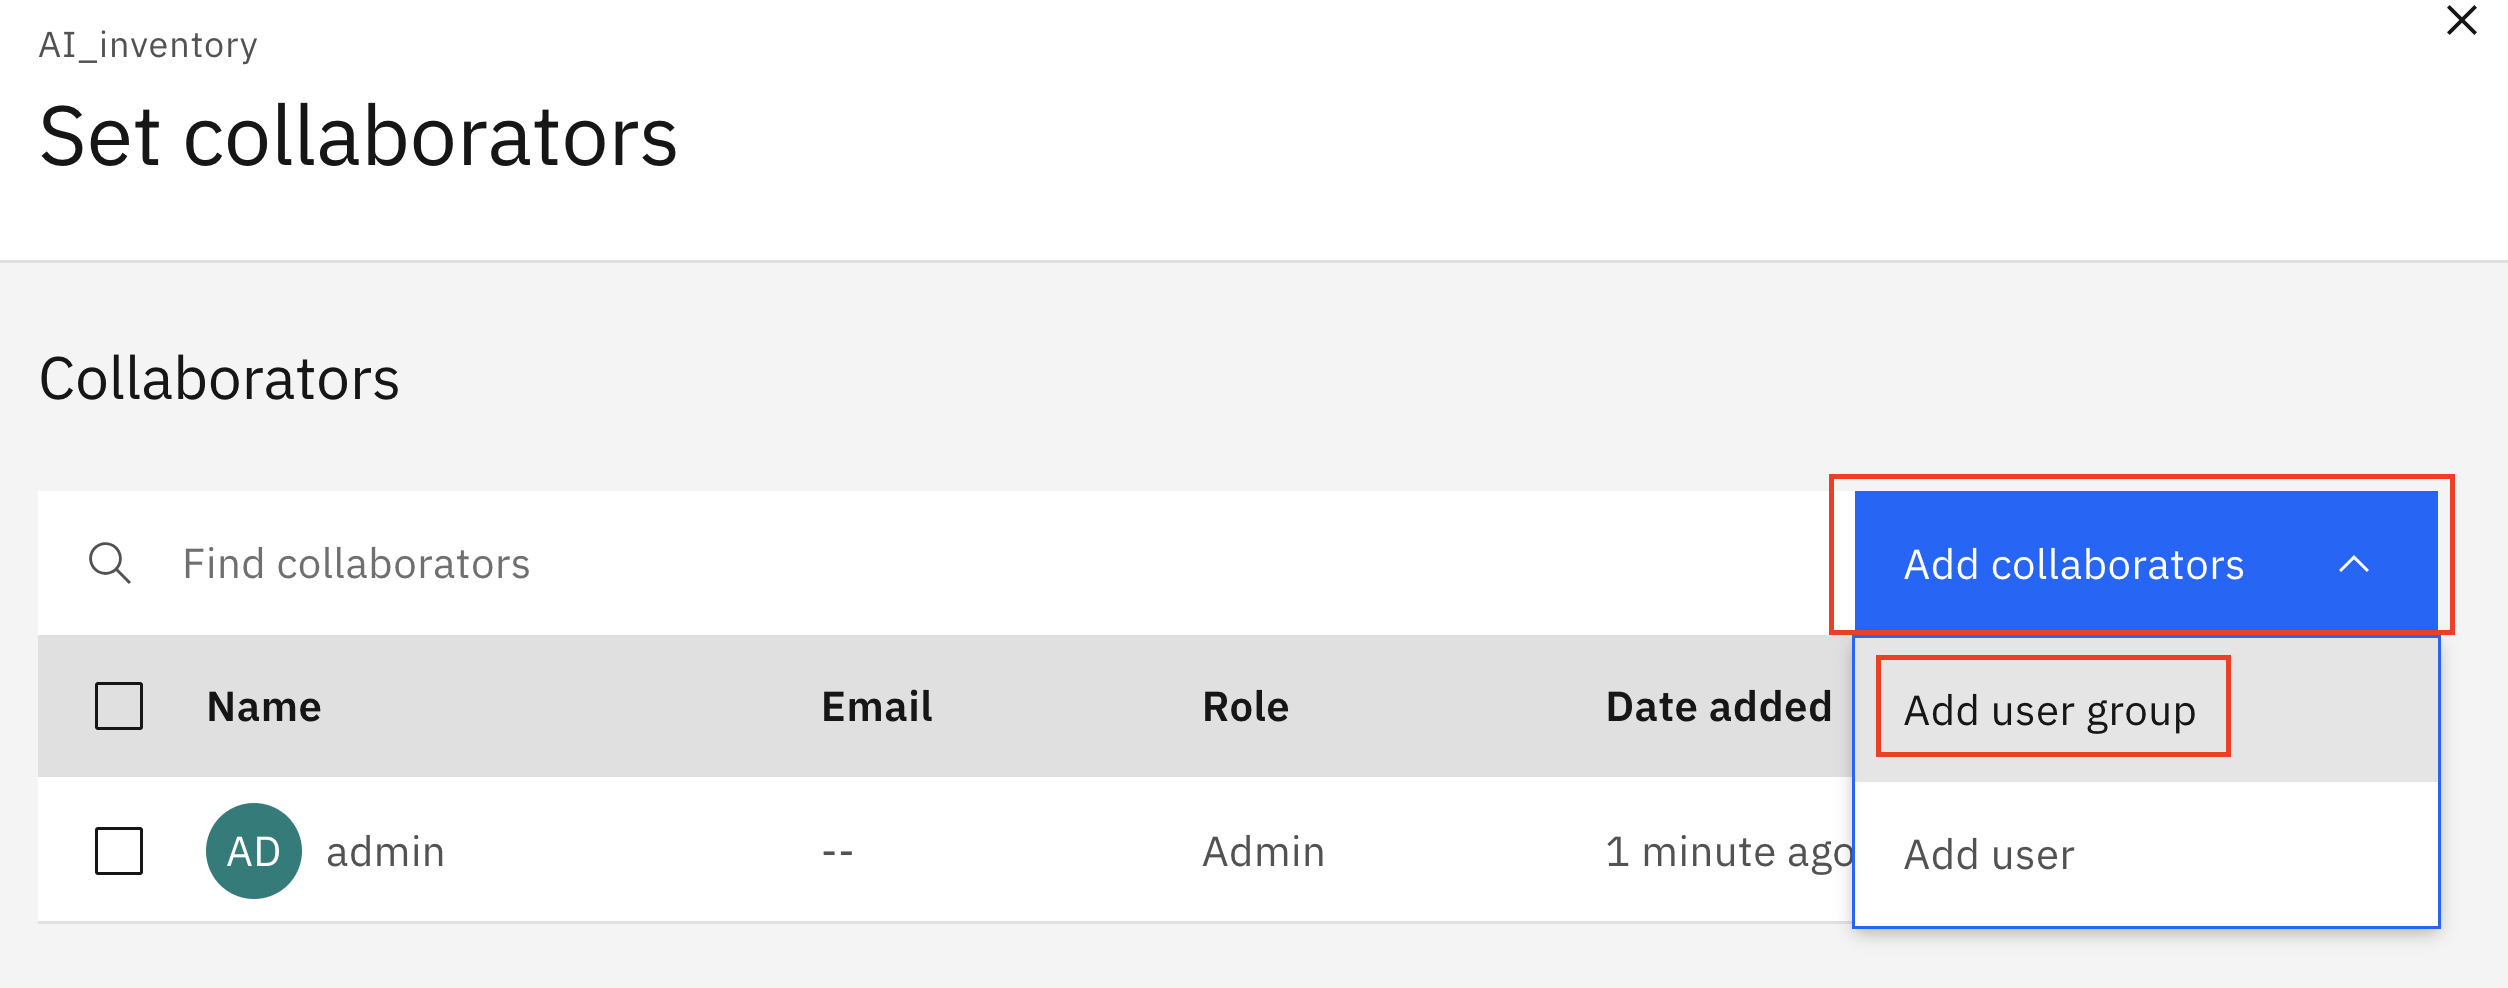 AI_inventory
Set collaborators
Collaborators
Find collaborators
Add collaborators
Name Email Role Date added
Add user group
AD admin -- Admin 1 minute ago
Add user